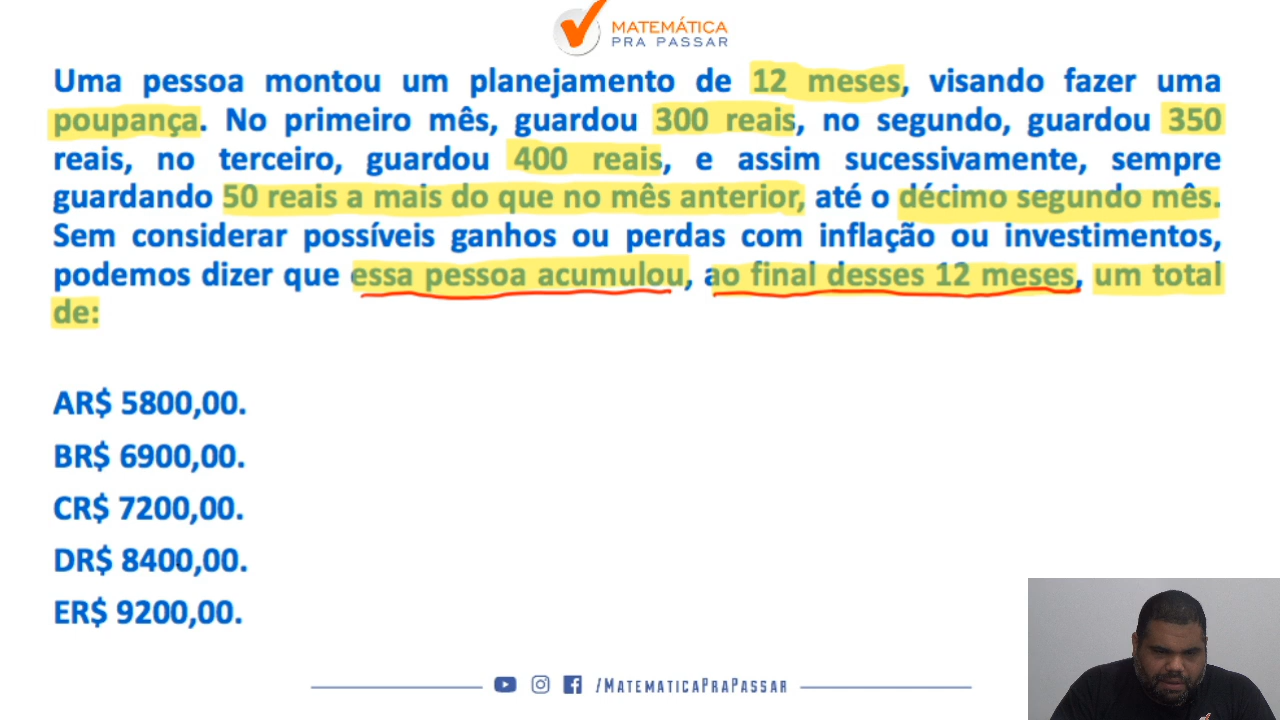 MATEMÁTICA
PRA PASSAR
Uma pessoa montou um planejamento de 12 meses, visando fazer uma
poupança. No primeiro mês, guardou 300 reais, no segundo, guardou 350
reais, no terceiro, guardou 400 reais, e assim sucessivamente, sempre
guardando 50 reais a mais do que no mês anterior, até o décimo segundo mês.
Sem considerar possíveis ganhos ou perdas com inflação ou investimentos,
podemos dizer que essa pessoa acumulou, ao final desses 12 meses, um total
de:
AR$ 5800,00.
BR$ 6900,00.
CR$ 7200,00.
DR$ 8400,00.
ER$ 9200,00.
/MATEMATICAPRAPASSAR